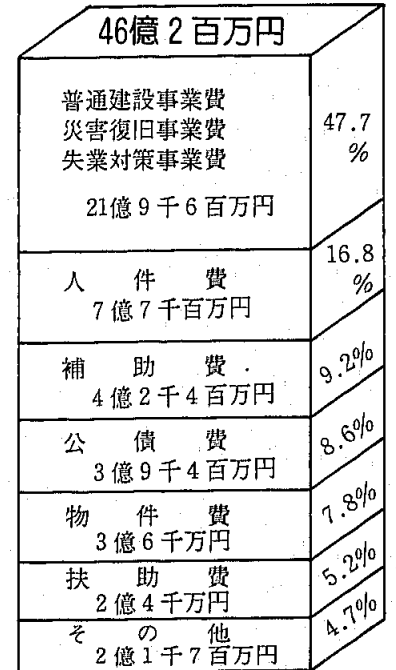 46億2百万円
普通建設事業費
災害復旧事業費
失業対策事業費
21億9千6百万円
47.7
%
人件費
7億7千百万円
16.8
%
補助費
4億2千4百万円
9.2%
公債費
3億9千4百万円
8.6%
物件費
3億6千万円
7.8%
扶助費
2億4千万円
5.2%
その他
2億1千7百万円
4.7%